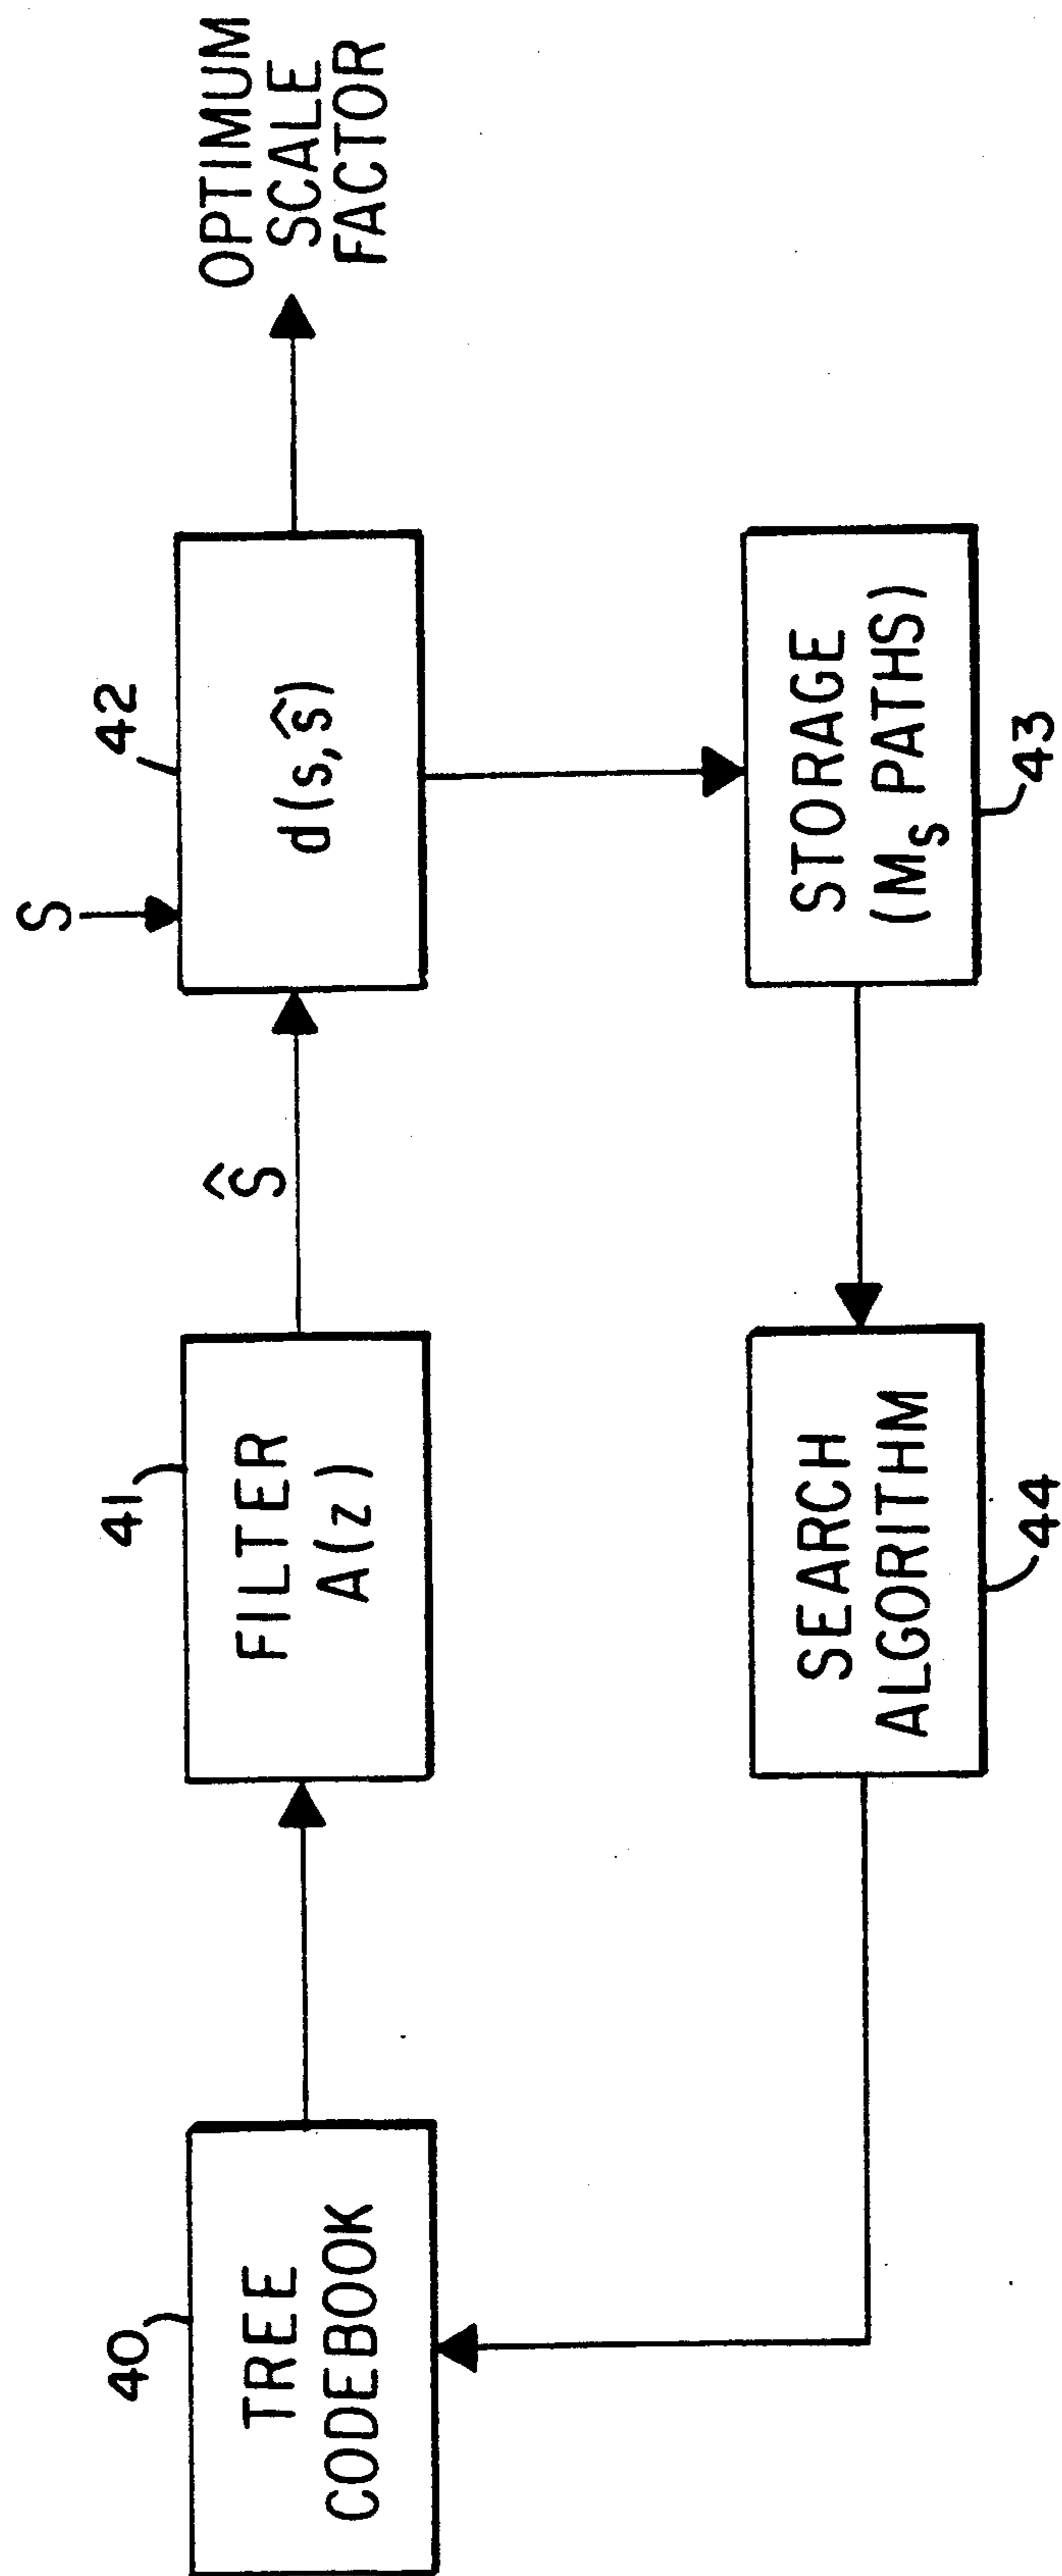 40
TREE
CODEBOOK
41
FILTER
A(z)
Ŝ
S
42
d(s,ŝ)
OPTIMUM
SCALE
FACTOR
STORAGE
(Mₛ PATHS)
43
SEARCH
ALGORITHM
44